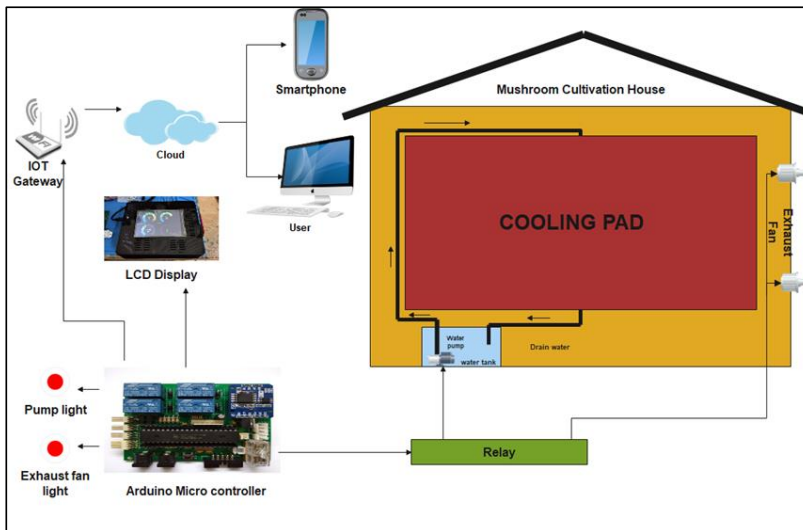 Smartphone
Mushroom Cultivation House
IOT
Gateway
Cloud
User
LCD Display
COOLING PAD
Exhaust
Fan
Water
pump
water tank
Drain water
Pump light
Exhaust fan
light
Arduino Micro controller
Relay